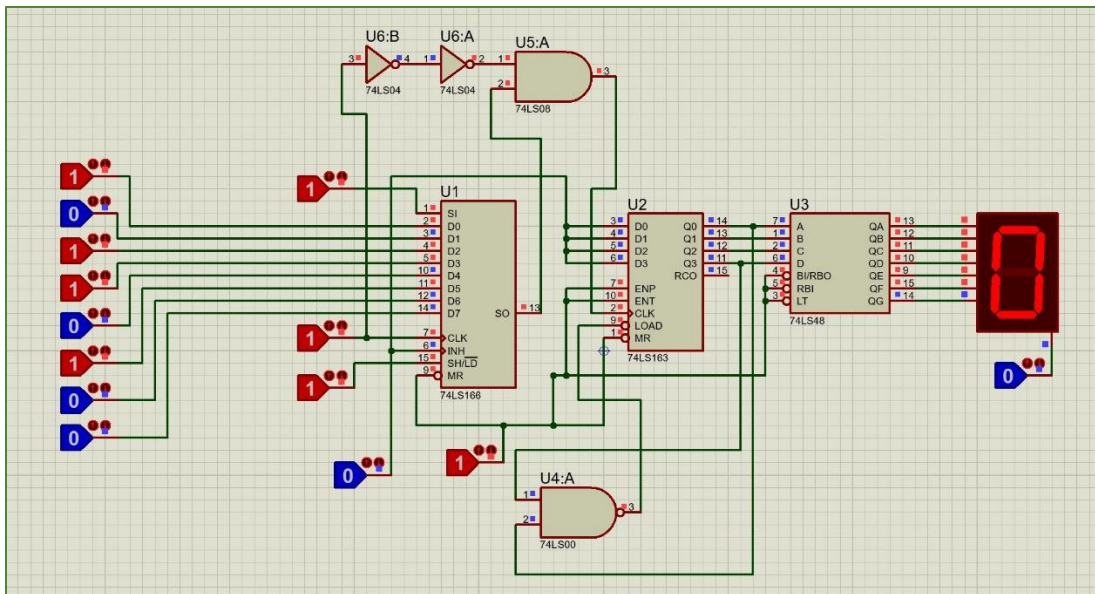 U6:B
3 4
74LS04
U6:A
1 2
74LS04
U5:A
1
2
3
74LS08
1
0
1
1
0
1
0
0
1
1
1
0
1
U1
1 SI
2 D0
3 D1
4 D2
5 D3
10 D4
11 D5
12 D6
14 D7
SO 13
7 CLK
6 INH
15 SH/LD
9 MR
74LS166
U2
3 D0 Q0 14
4 D1 Q1 13
5 D2 Q2 12
6 D3 Q3 11
RCO 15
7 ENP
10 ENT
2 CLK
9 LOAD
1 MR
74LS163
U3
7 A QA 13
1 B QB 12
2 C QC 11
6 D QD 10
4 BI/RBO QE 9
5 RBI QF 15
3 LT QG 14
74LS48
0
0
U4:A
1
2
3
74LS00